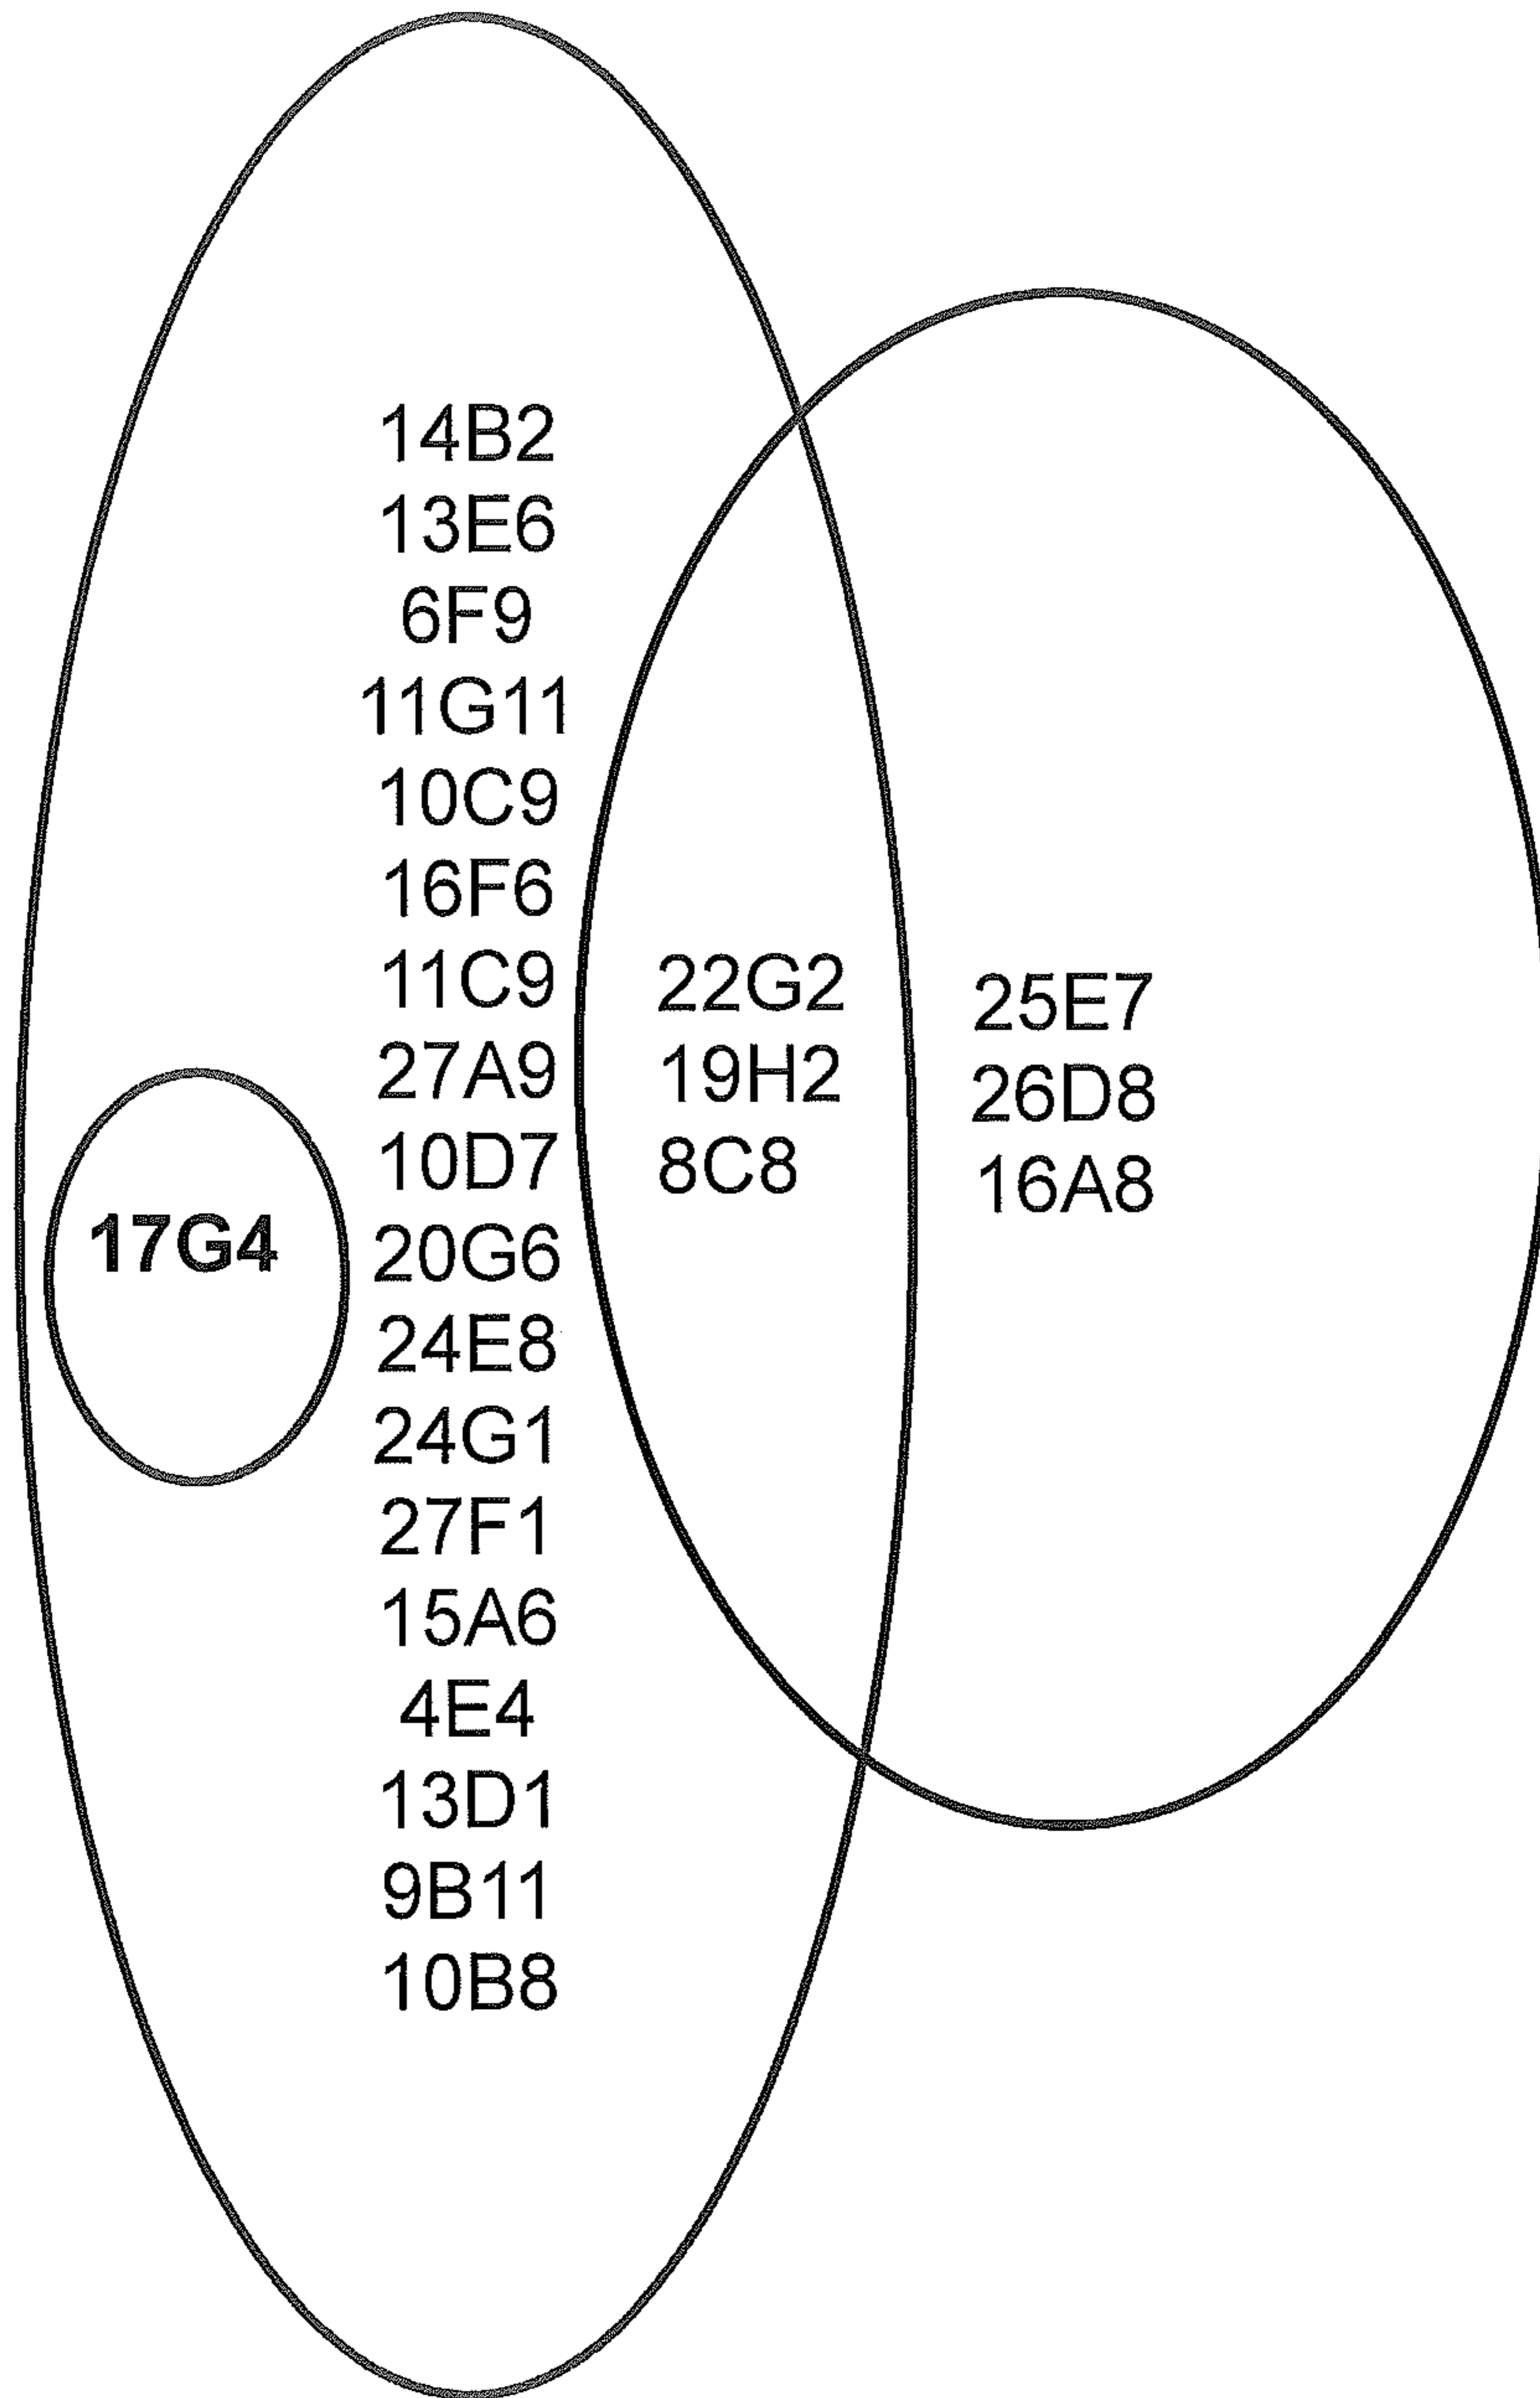 14B2
13E6
6F9
11G11
10C9
16F6
11C9
27A9
10D7
20G6
24E8
24G1
27F1
15A6
4E4
13D1
9B11
10B8
17G4
22G2
19H2
8C8
25E7
26D8
16A8